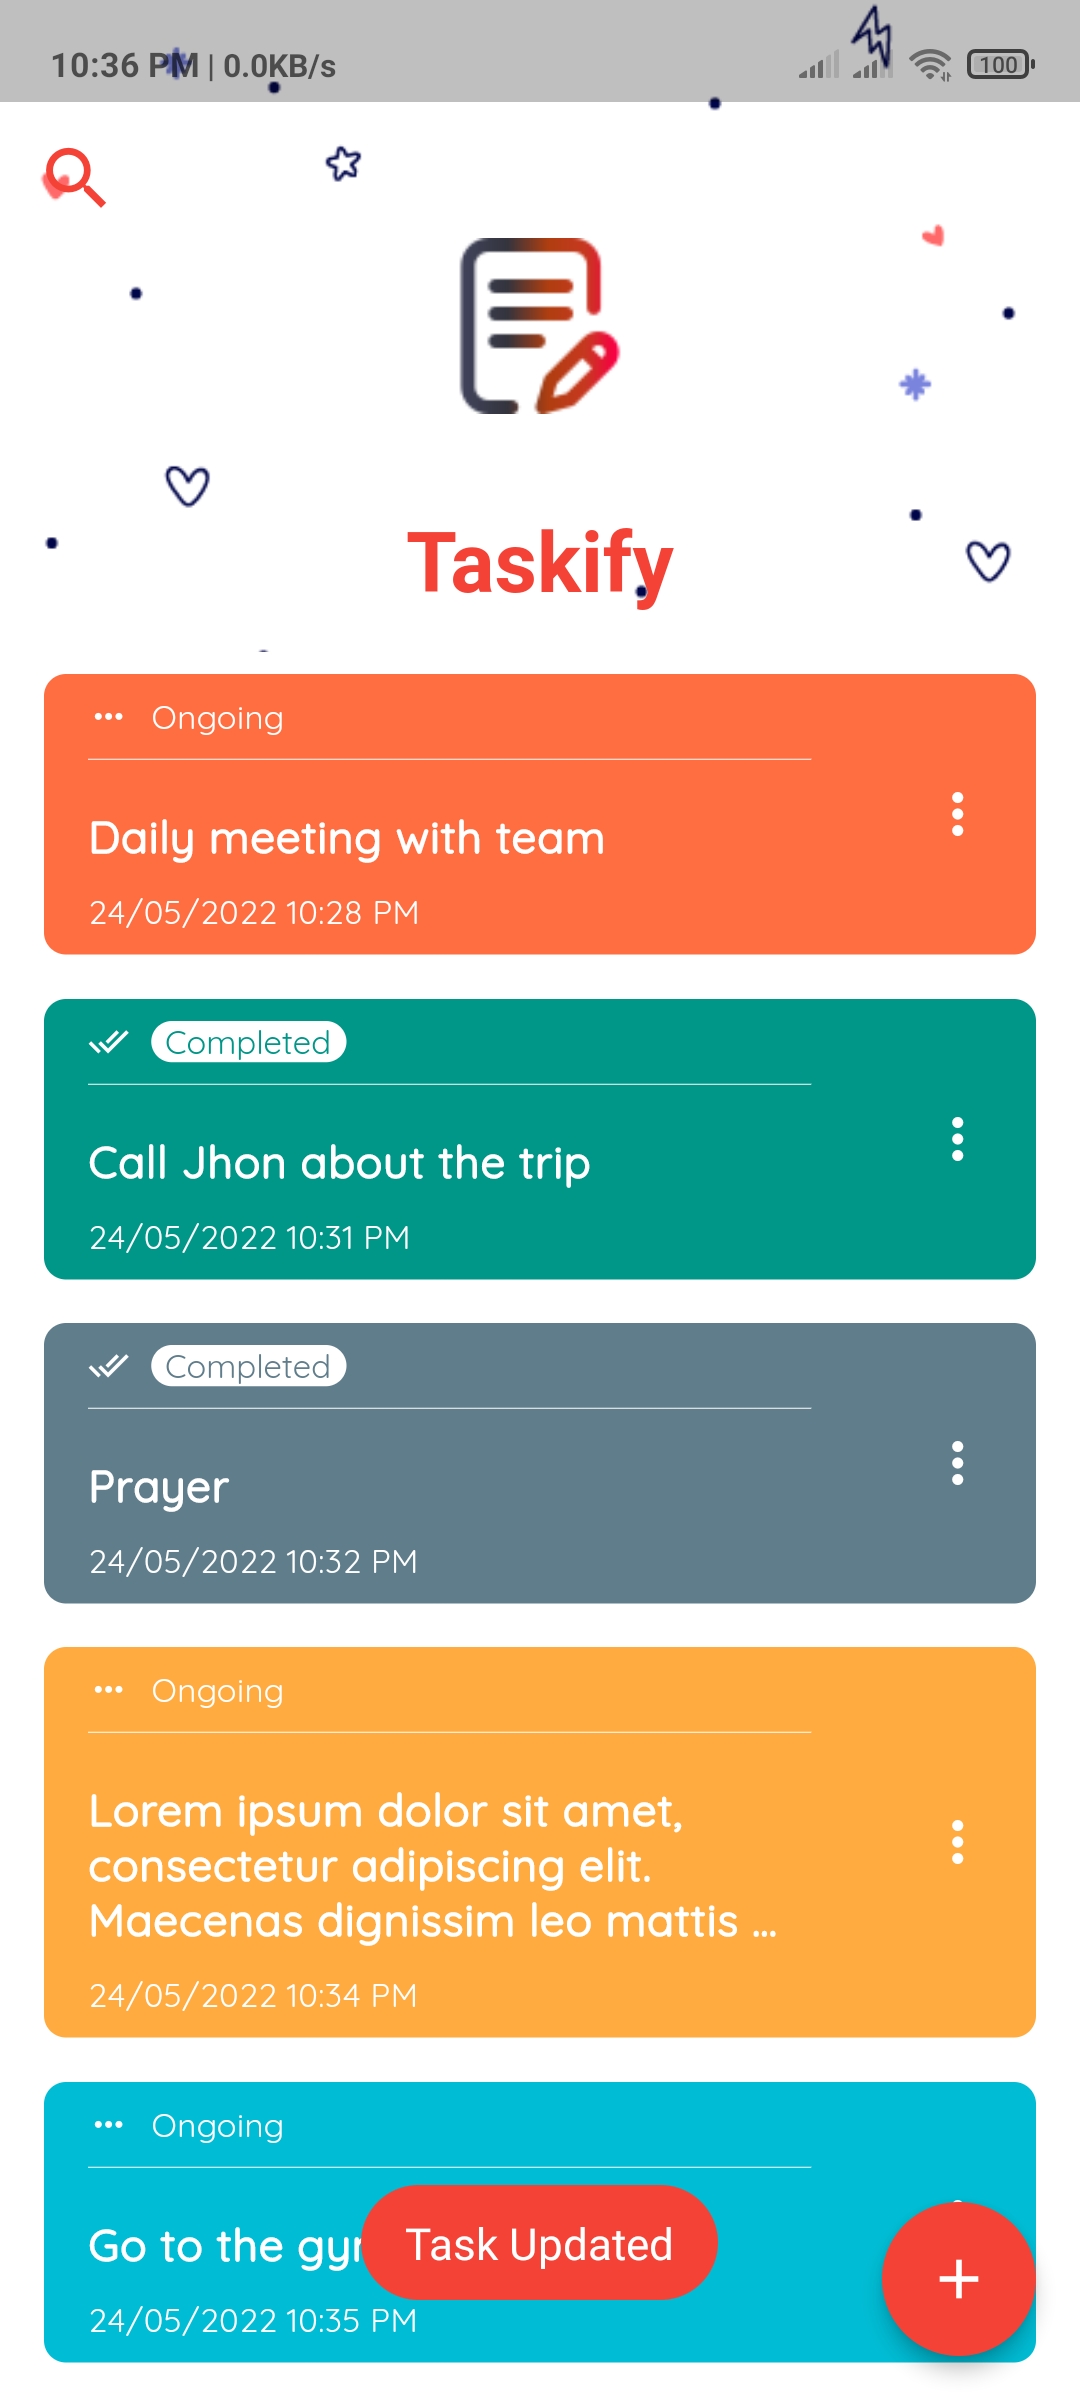 10:36 PM | 0.0KB/s
100
Taskify
Ongoing
Daily meeting with team
24/05/2022 10:28 PM
Completed
Call Jhon about the trip
24/05/2022 10:31 PM
Completed
Prayer
24/05/2022 10:32 PM
Ongoing
Lorem ipsum dolor sit amet,
consectetur adipiscing elit.
Maecenas dignissim leo mattis ...
24/05/2022 10:34 PM
Ongoing
Go to the
Task Updated
24/05/2022 10:35 PM